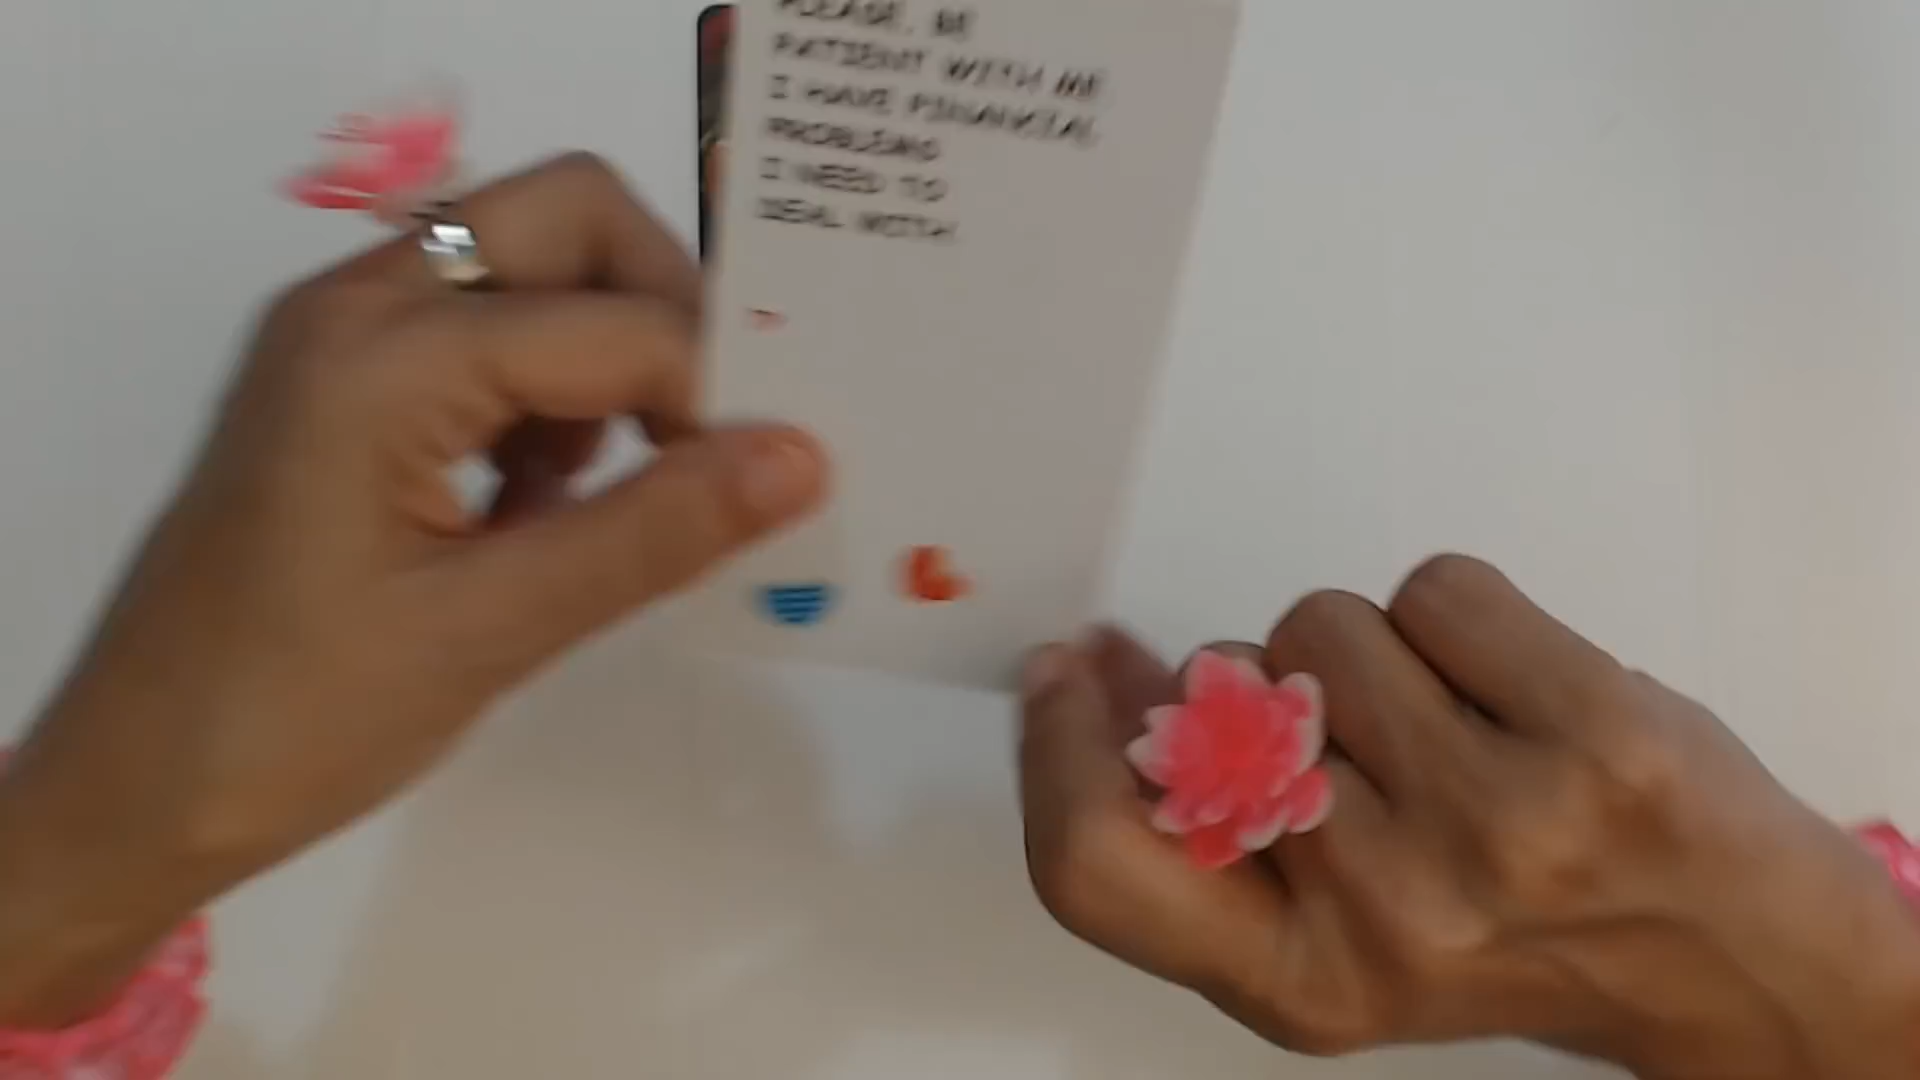 PLEASE, BE
PATIENT WITH ME
I HAVE FINANCIAL
PROBLEMS
I NEED TO
DEAL WITH